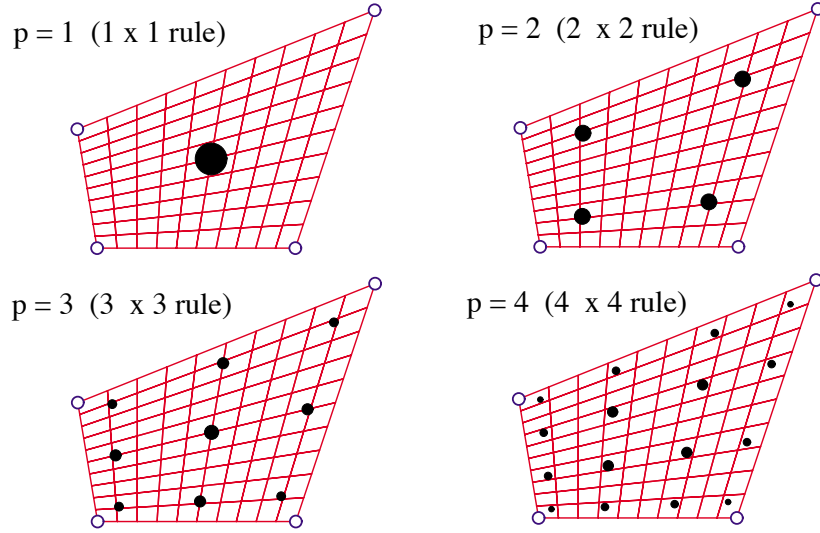 p = 1 (1 x 1 rule)
p = 2 (2 x 2 rule)
p = 3 (3 x 3 rule)
p = 4 (4 x 4 rule)